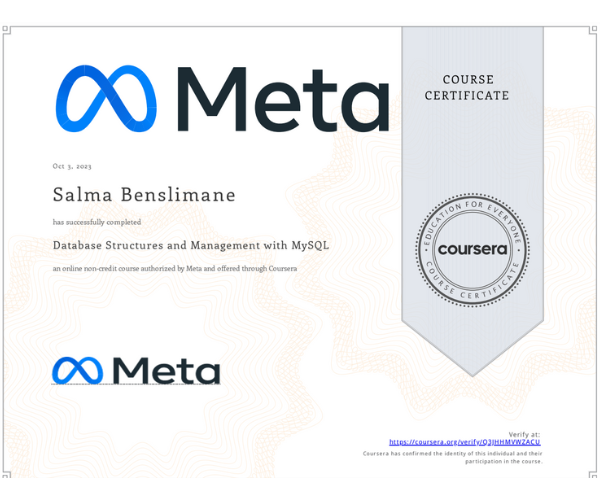 Meta
COURSE
CERTIFICATE
Oct 3, 2023
Salma Benslimane
has successfully completed
Database Structures and Management with MySQL
an online non-credit course authorized by Meta and offered through Coursera
EDUCATION FOR EVERYONE
coursera
COURSE CERTIFICATE
Meta
Verify at:
https://coursera.org/verify/Q3JHHMVWZACU
Coursera has confirmed the identity of this individual and their
participation in the course.